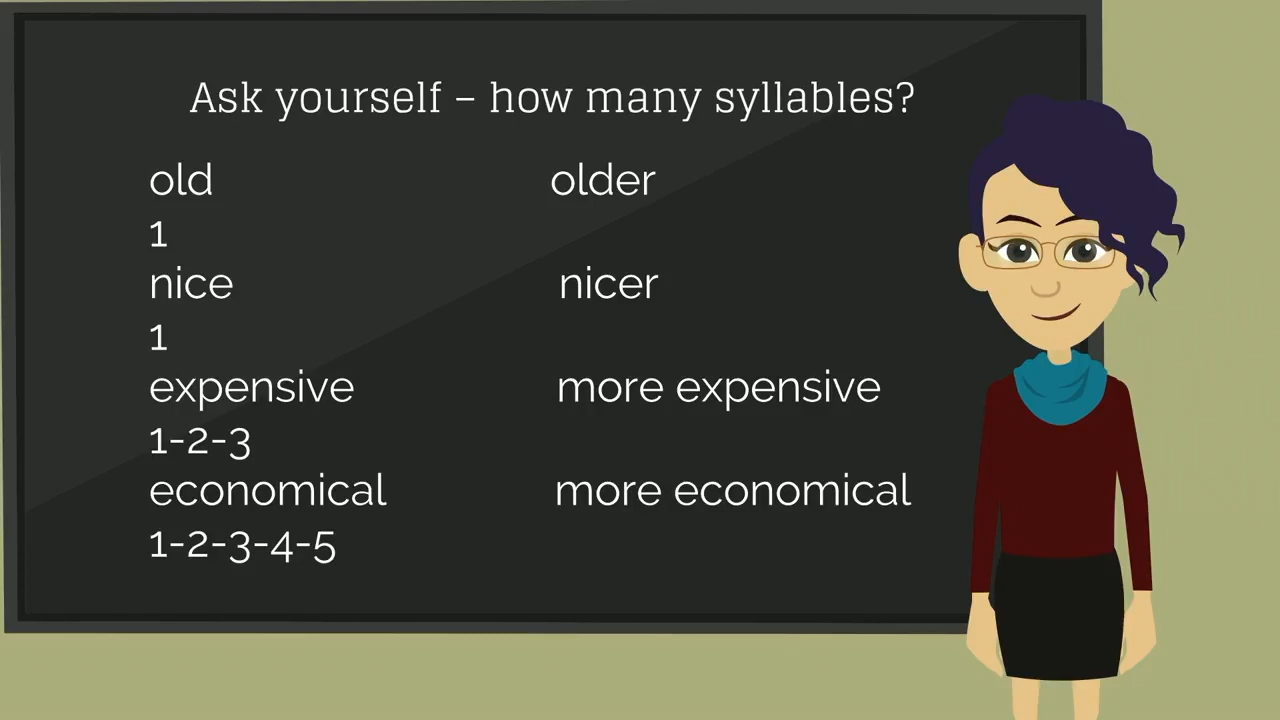 Ask yourself – how many syllables?
old older
1
nice nicer
1
expensive more expensive
1-2-3
economical more economical
1-2-3-4-5